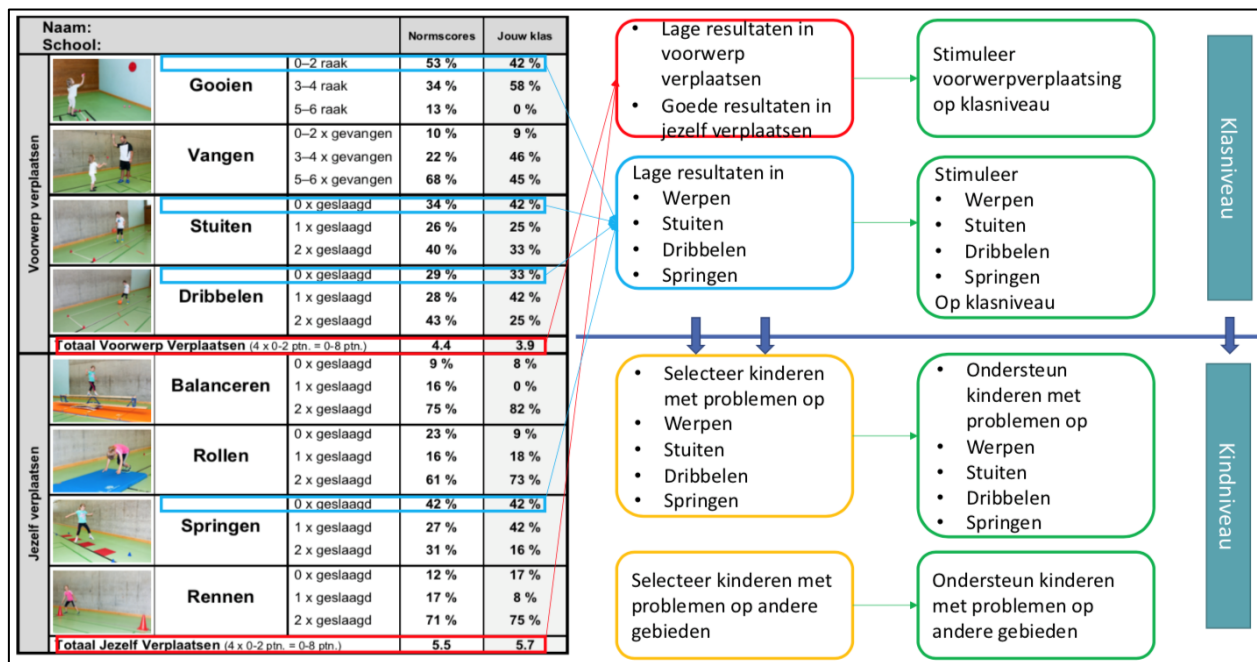 Naam:
School:
Normscores
Jouw klas
Voorwerp verplaatsen
Gooien
0–2 raak 53 % 42 %
3–4 raak 34 % 58 %
5–6 raak 13 % 0 %
Vangen
0–2 x gevangen 10 % 9 %
3–4 x gevangen 22 % 46 %
5–6 x gevangen 68 % 45 %
Stuiten
0 x geslaagd 34 % 42 %
1 x geslaagd 26 % 25 %
2 x geslaagd 40 % 33 %
Dribbelen
0 x geslaagd 29 % 33 %
1 x geslaagd 28 % 42 %
2 x geslaagd 43 % 25 %
Totaal Voorwerp Verplaatsen (4 x 0-2 ptn. = 0-8 ptn.) 4.4 3.9
Jezelf verplaatsen
Balanceren
0 x geslaagd 9 % 8 %
1 x geslaagd 16 % 0 %
2 x geslaagd 75 % 82 %
Rollen
0 x geslaagd 23 % 9 %
1 x geslaagd 16 % 18 %
2 x geslaagd 61 % 73 %
Springen
0 x geslaagd 42 % 42 %
1 x geslaagd 27 % 42 %
2 x geslaagd 31 % 16 %
Rennen
0 x geslaagd 12 % 17 %
1 x geslaagd 17 % 8 %
2 x geslaagd 71 % 75 %
Totaal Jezelf Verplaatsen (4 x 0-2 ptn. = 0-8 ptn.) 5.5 5.7
• Lage resultaten in
voorwerp
verplaatsen
• Goede resultaten in
jezelf verplaatsen
Stimuleer
voorwerpverplaatsing
op klasniveau
Lage resultaten in
• Werpen
• Stuiten
• Dribbelen
• Springen
Stimuleer
• Werpen
• Stuiten
• Dribbelen
• Springen
Op klasniveau
Klasniveau
• Selecteer kinderen
met problemen op
• Werpen
• Stuiten
• Dribbelen
• Springen
• Ondersteun
kinderen met
problemen op
• Werpen
• Stuiten
• Dribbelen
• Springen
Selecteer kinderen met
problemen op andere
gebieden
Ondersteun kinderen
met problemen op
andere gebieden
Kindniveau